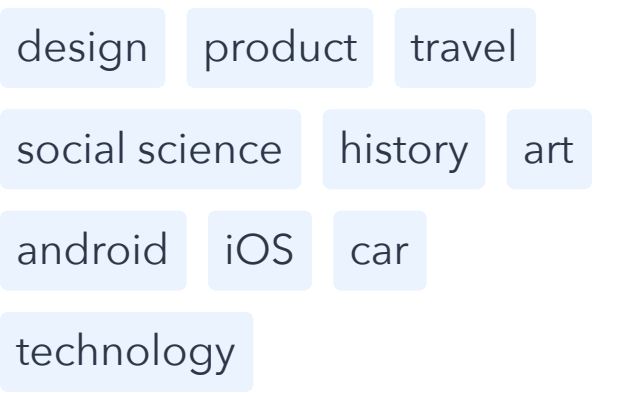 design product travel
social science history art
android iOS car
technology